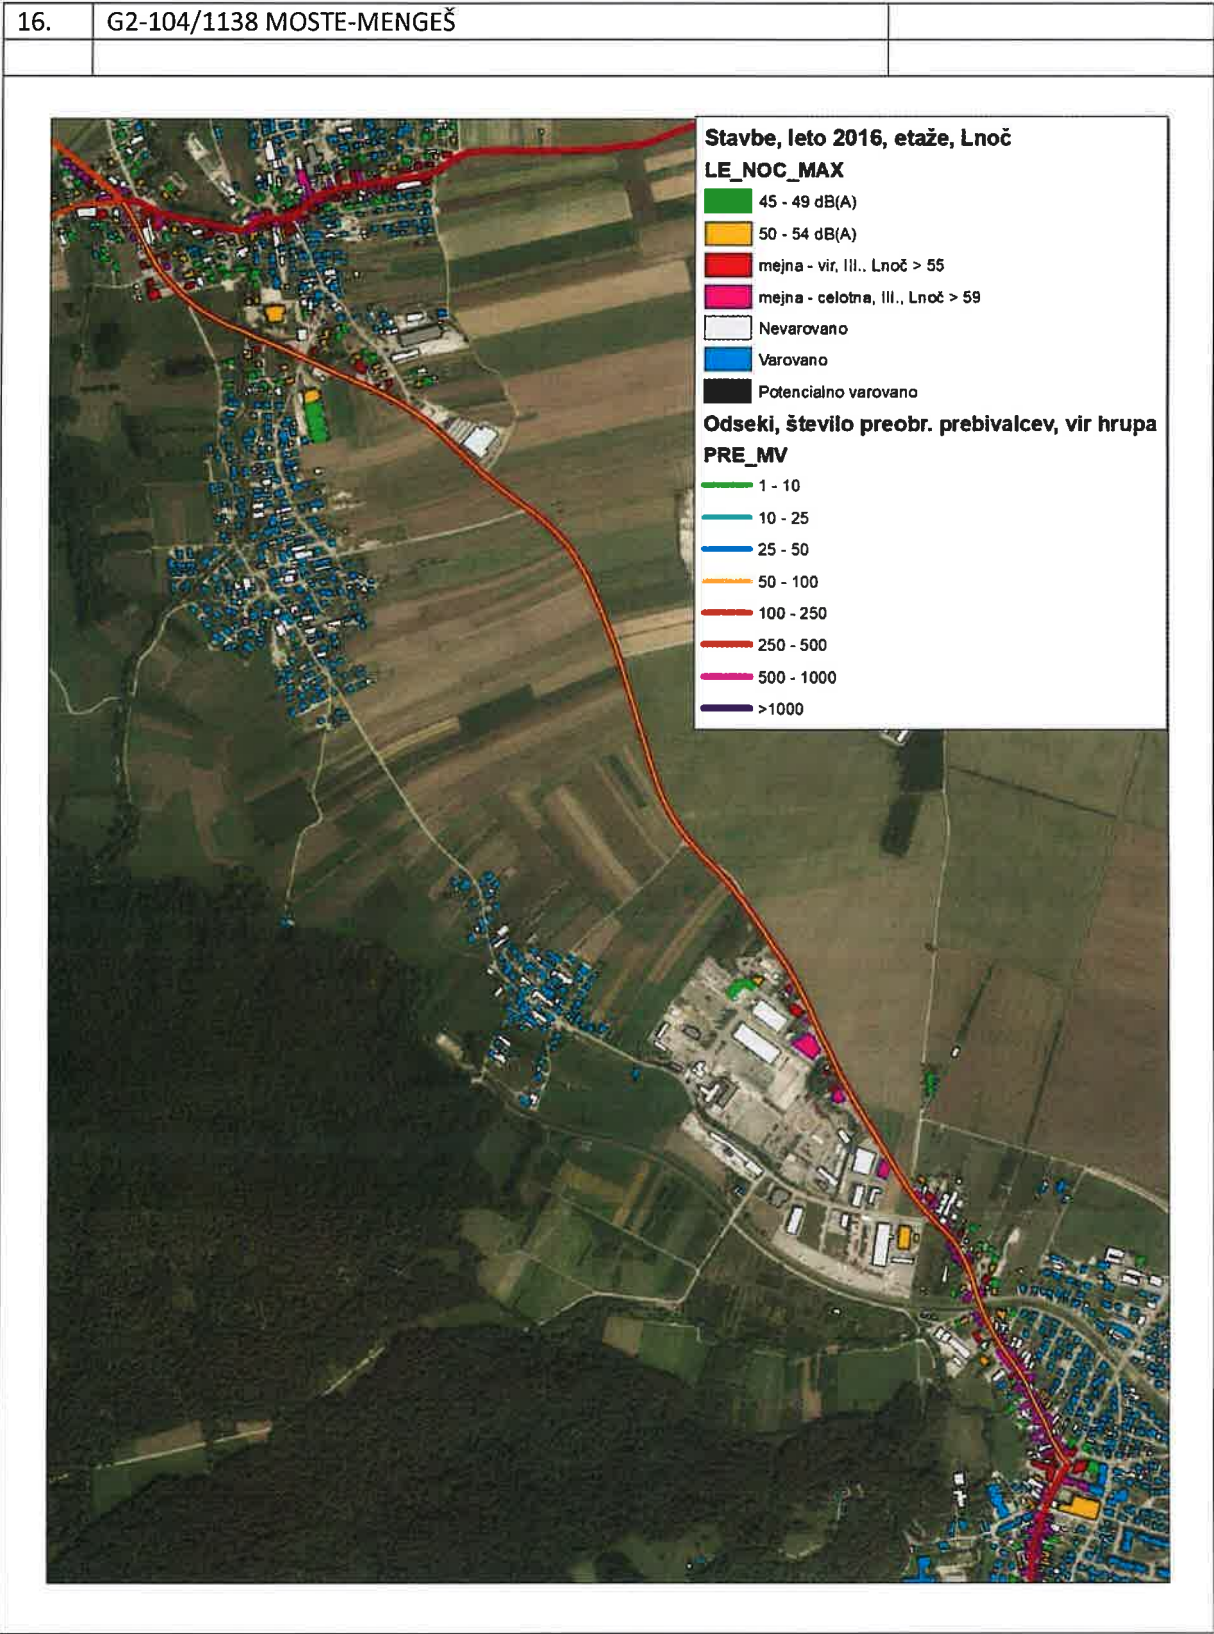 16. G2-104/1138 MOSTE-MENGEŠ
Stavbe, leto 2016, etaže, Lnoč
LE_NOC_MAX
45 - 49 dB(A)
50 - 54 dB(A)
mejna - vir, III., Lnoč > 55
mejna - celotna, III., Lnoč > 59
Nevarovano
Varovano
Potencialno varovano
Odseki, število preobr. prebivalcev, vir hrupa
PRE_MV
1 - 10
10 - 25
25 - 50
50 - 100
100 - 250
250 - 500
500 - 1000
>1000